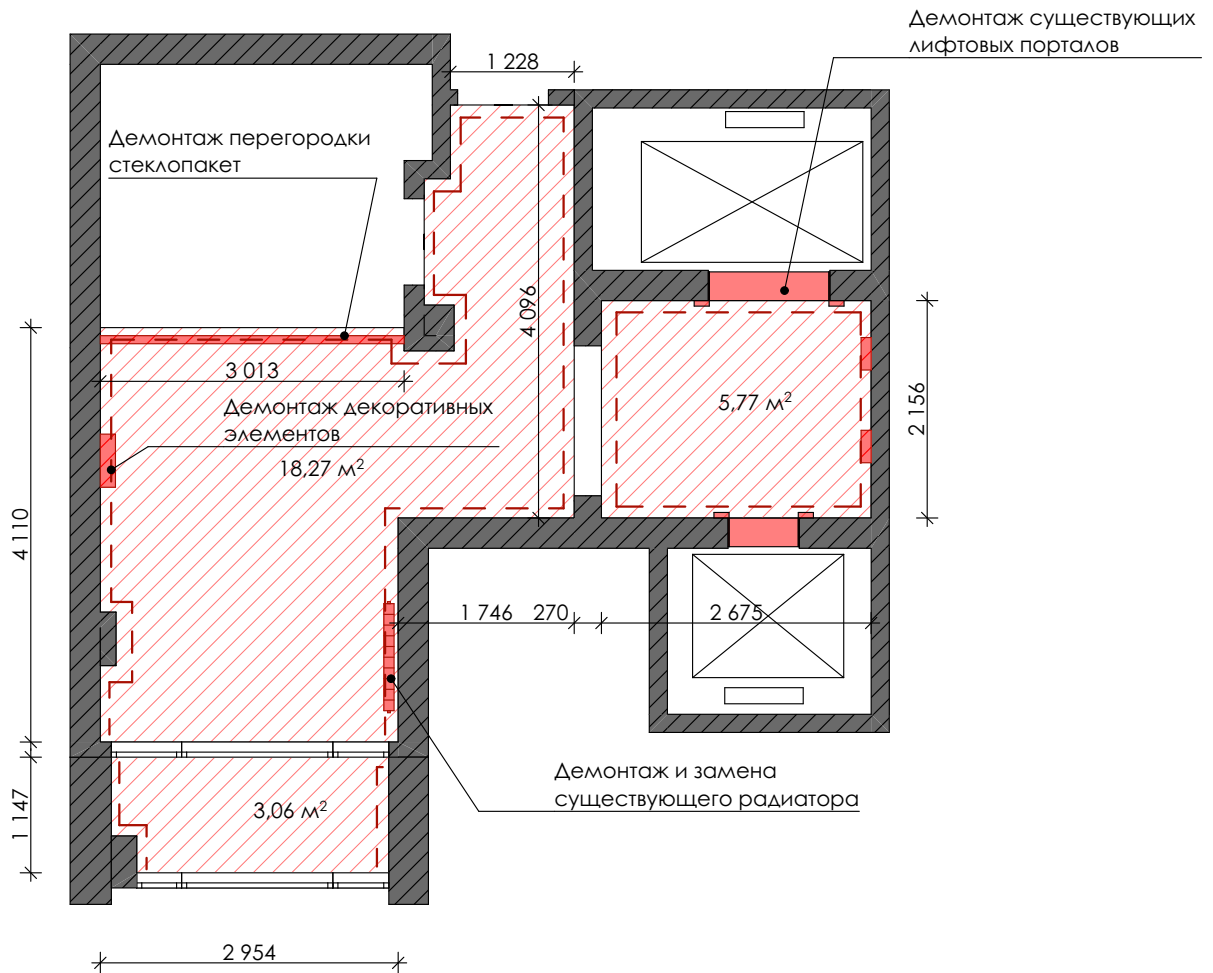 Демонтаж существующих
лифтовых порталов
1 228
Демонтаж перегородки
стеклопакет
4 096
3 013
Демонтаж декоративных
элементов
18,27 м²
5,77 м²
2 156
4 110
1 746
270
2 675
Демонтаж и замена
существующего радиатора
3,06 м²
1 147
2 954